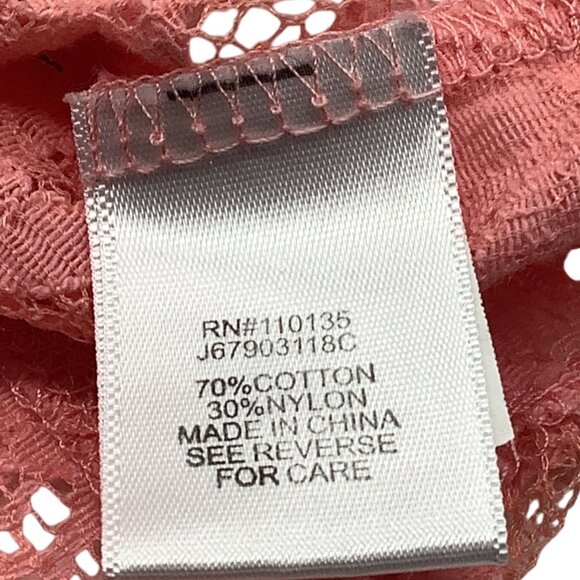 RN#110135
J67903118C
70%COTTON
30%NYLON
MADE IN CHINA
SEE REVERSE
FOR CARE